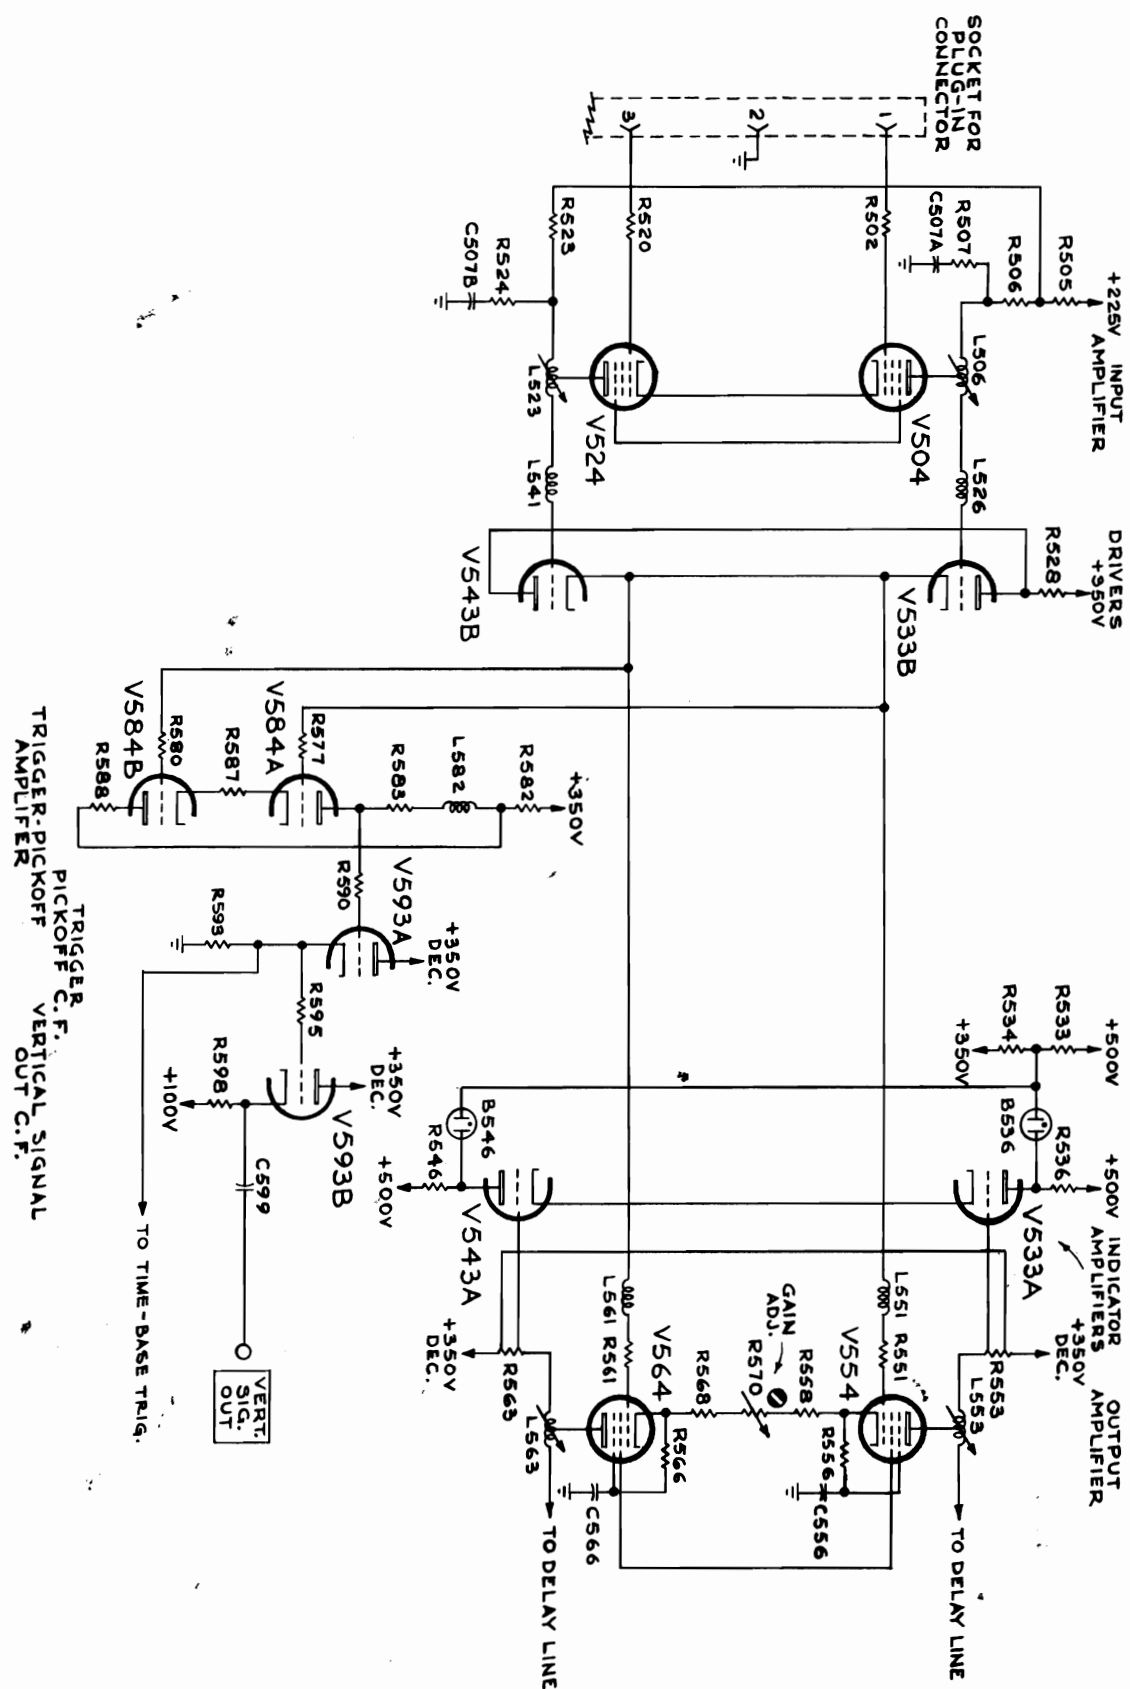 SOCKET FOR
PLUG-IN
CONNECTOR
1
2
3
+225V
INPUT
AMPLIFIER
R505
R506
R507
C507A
R502
R520
R523
R524
C507B
L506
V504
V524
L523
L526
L541
DRIVERS
+350V
R528
V533B
V543B
+350V
R582
L582
R583
R577
V584A
R587
R580
V584B
R588
TRIGGER-PICKOFF
AMPLIFER
+350V
DEC.
V593A
R590
R593
TRIGGER
PICKOFF C.F.
R595
+350V
DEC.
V593B
R598
+100V
C599
VERTICAL SIGNAL
OUT C.F.
TO TIME-BASE TRIG.
VERT.
SIG.
OUT
+500V
R533
R534
+350V
B536
R536
+500V
V533A
INDICATOR
AMPLIFIERS
B546
R546
+500V
V543A
+350V
DEC.
R553
L553
OUTPUT
AMPLIFIER
L551
R551
V554
R556
C556
R558
GAIN
ADJ.
R570
R568
V564
R566
C566
L561
R561
R563
L563
+350V
DEC.
TO DELAY LINE
TO DELAY LINE